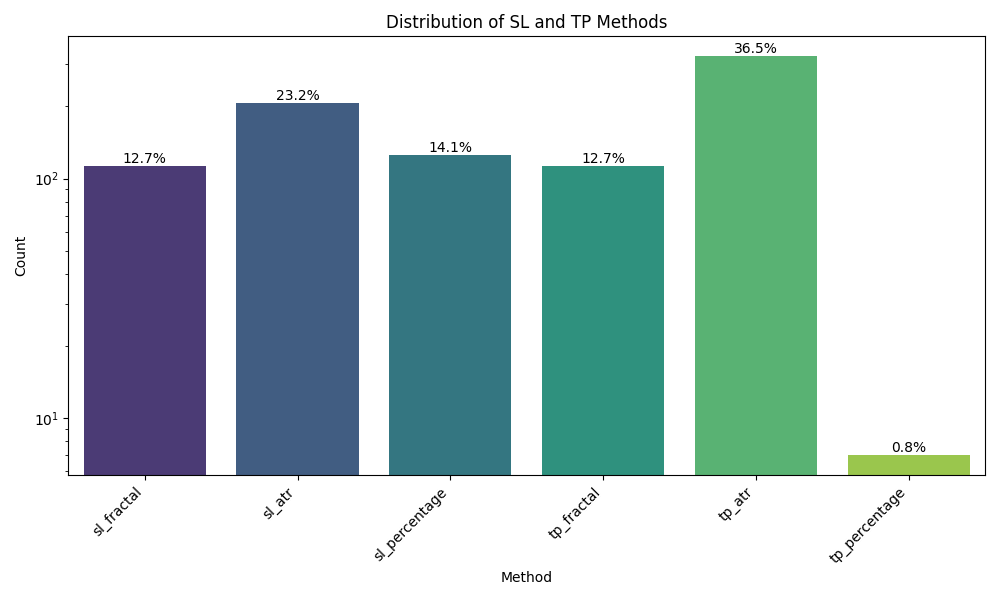 Distribution of SL and TP Methods
36.5%
23.2%
14.1%
12.7%
12.7%
0.8%
10²
10¹
Count
sl_fractal
sl_atr
sl_percentage
tp_fractal
tp_atr
tp_percentage
Method